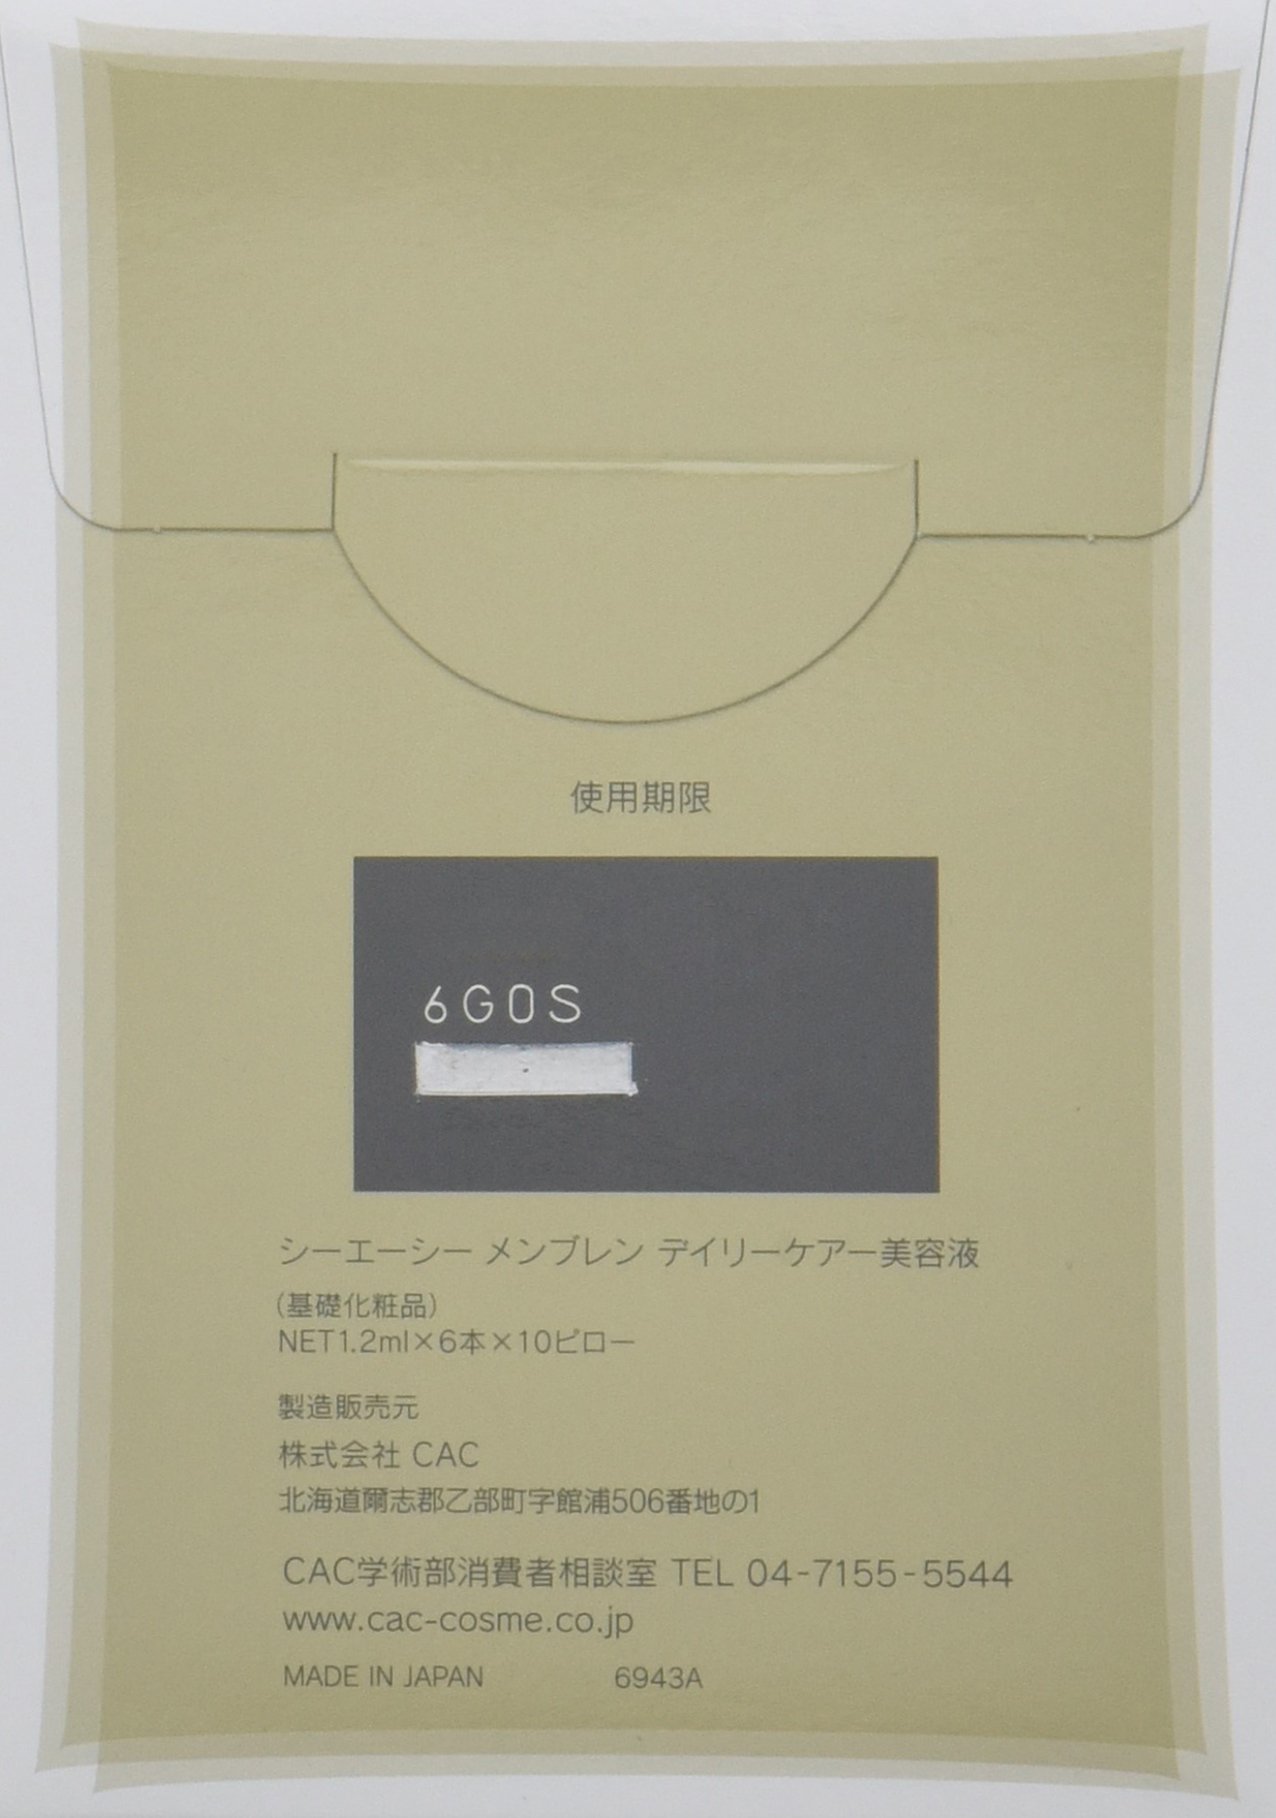 使用期限
6G0S
シーエーシー メンブレン デイリーケアー美容液
(基礎化粧品)
NET1.2ml×6本×10ピロー
製造販売元
株式会社 CAC
北海道爾志郡乙部町字館浦506番地の1
CAC学術部消費者相談室 TEL 04-7155-5544
www.cac-cosme.co.jp
MADE IN JAPAN 6943A